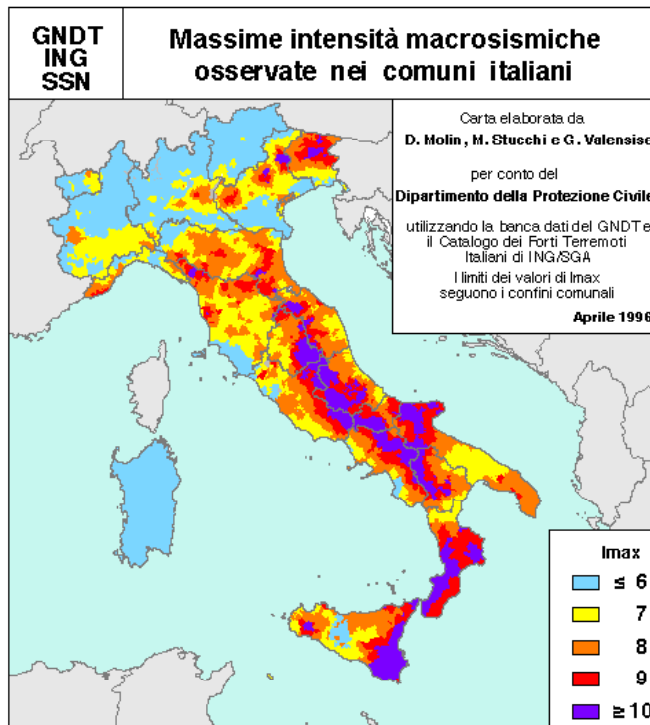 GNDT
ING
SSN
Massime intensità macrosismiche
osservate nei comuni italiani
Carta elaborata da
D. Molin, M. Stucchi e G. Valensise
per conto del
Dipartimento della Protezione Civile
utilizzando la banca dati del GNDT e
il Catalogo dei Forti Terremoti
Italiani di ING/SGA
I limiti dei valori di Imax
seguono i confini comunali
Aprile 1996
Imax
≤ 6
7
8
9
≥ 10